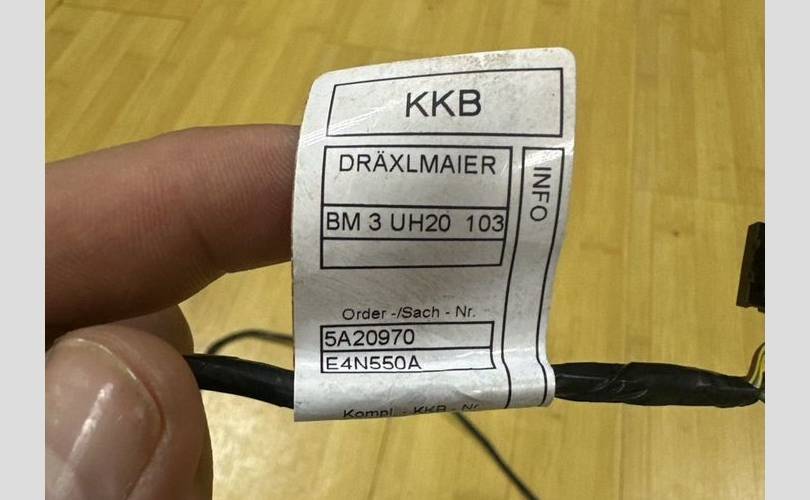 KKB
DRÄXLMAIER
INFO
BM 3 UH20 103
Order -/Sach - Nr.
5A20970
E4N550A
Kompl. - KKB - Nr